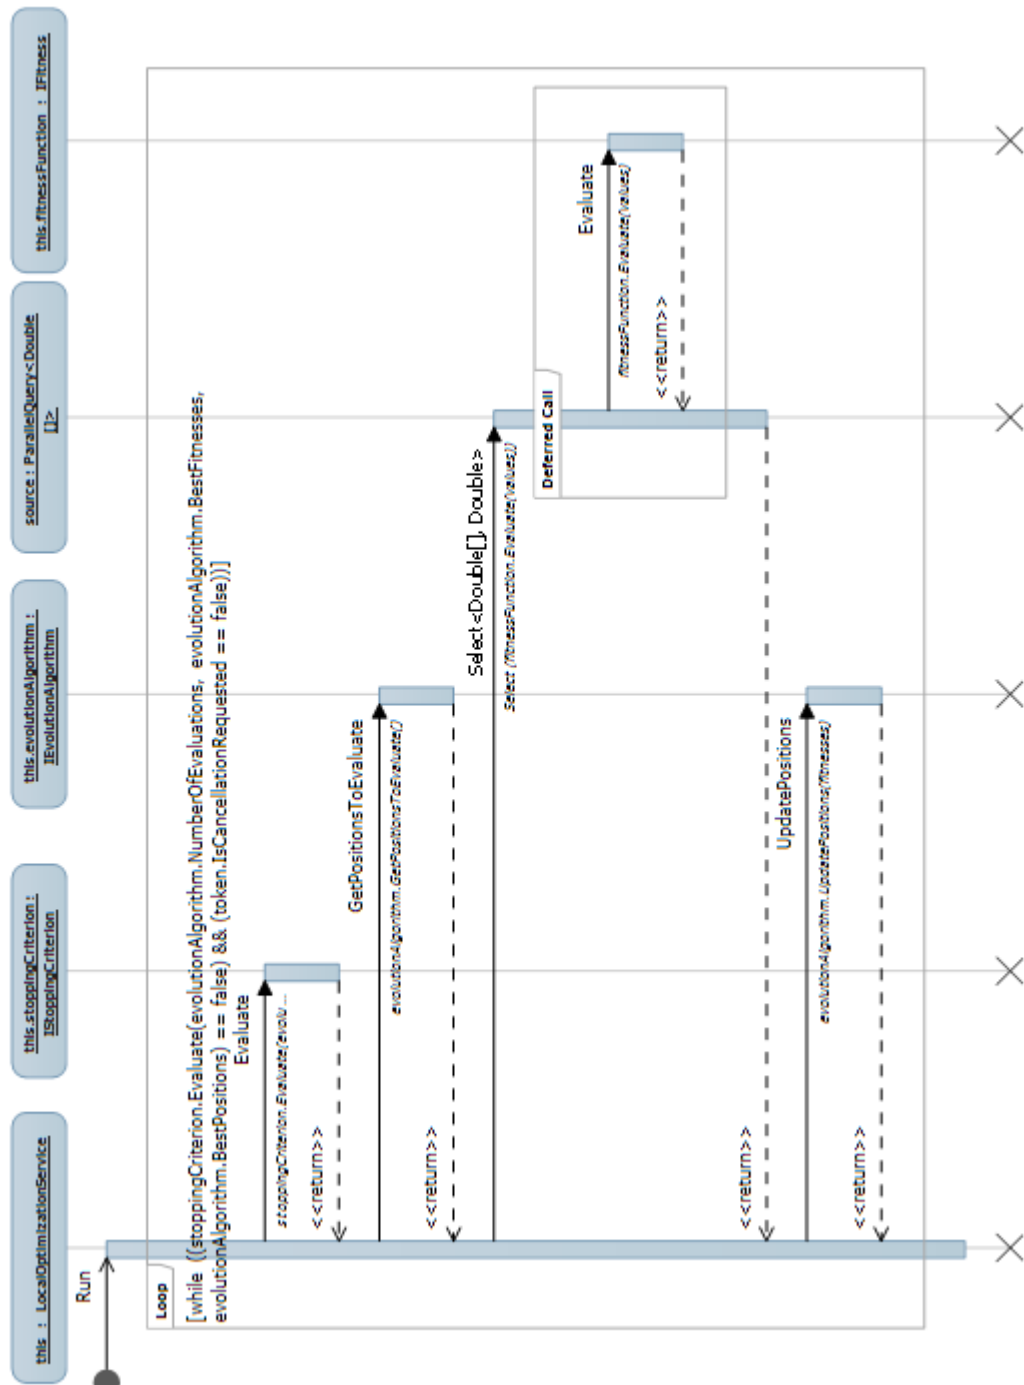 this : LocalOptimizationService
this.stoppingCriterion :
IStoppingCriterion
this.evolutionAlgorithm :
IEvolutionAlgorithm
source : ParallelQuery<Double
[]>
this.fitnessFunction : IFitness
Run
Loop
[while ((stoppingCriterion.Evaluate(evolutionAlgorithm.NumberOfEvaluations, evolutionAlgorithm.BestFitnesses,
evolutionAlgorithm.BestPositions) == false) && (token.IsCancellationRequested == false))]
Evaluate
stoppingCriterion.Evaluate(evolu...
<<return>>
GetPositionsToEvaluate
evolutionAlgorithm.GetPositionsToEvaluate()
<<return>>
Select<Double[], Double>
Select (fitnessFunction.Evaluate(values))
Deferred Call
Evaluate
fitnessFunction.Evaluate(values)
<<return>>
<<return>>
UpdatePositions
evolutionAlgorithm.UpdatePositions(fitnesses)
<<return>>